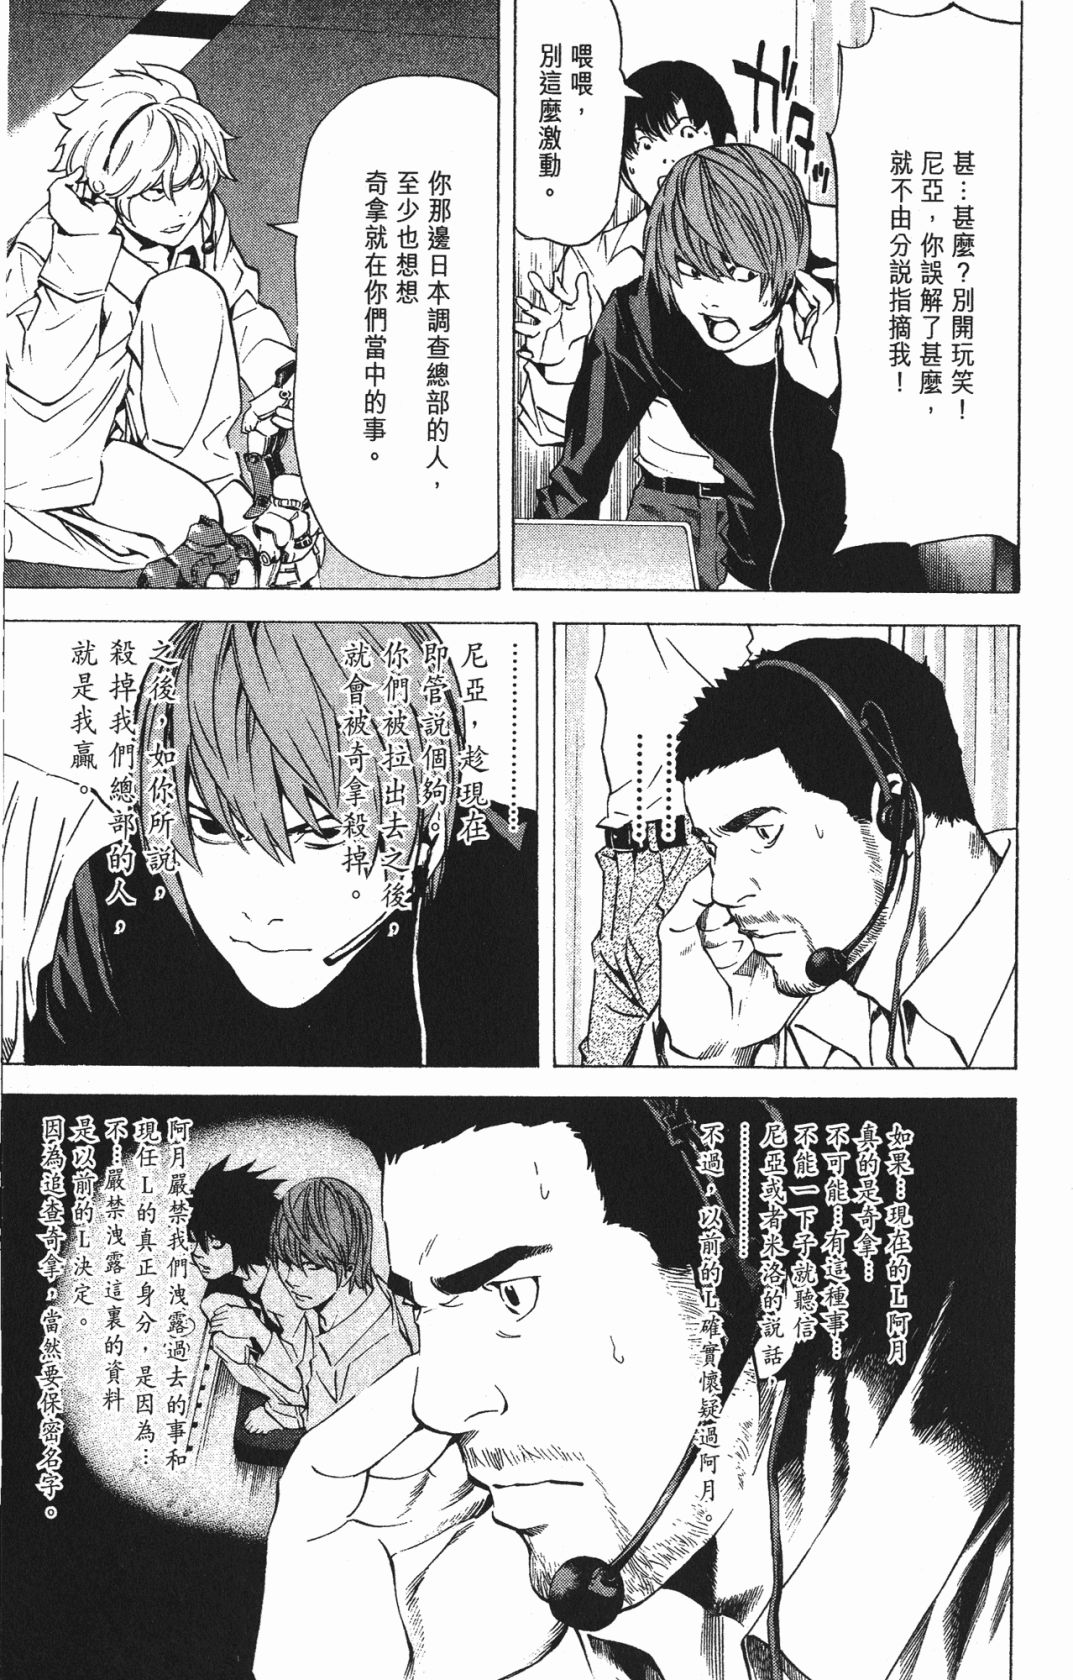 甚…甚麼？別開玩笑！
尼亞，你誤解了甚麼，
就不由分說指摘我！
ガタッ
喂喂，
別這麼激動。
你那邊日本調查總部的人，
至少也想想
奇拿就在你們當中的事。
………
………
………………
尼亞，趁現在
即管說個夠。
你們被拉出去之後，
就會被奇拿殺掉。
之後，如你所說，
殺掉我們總部的人，
就是我贏。
如果…現在的L阿月
真的是奇拿…
不可能…有這種事…
不能一下子就聽信
尼亞或者米洛的說話，
………………
不過，以前的L確實懷疑過阿月。
阿月嚴禁我們洩露過去的事和
現任L的真正身分，是因為…
不…嚴禁洩露這裏的資料
是以前的L決定。
因為追查奇拿，當然要保密名字。